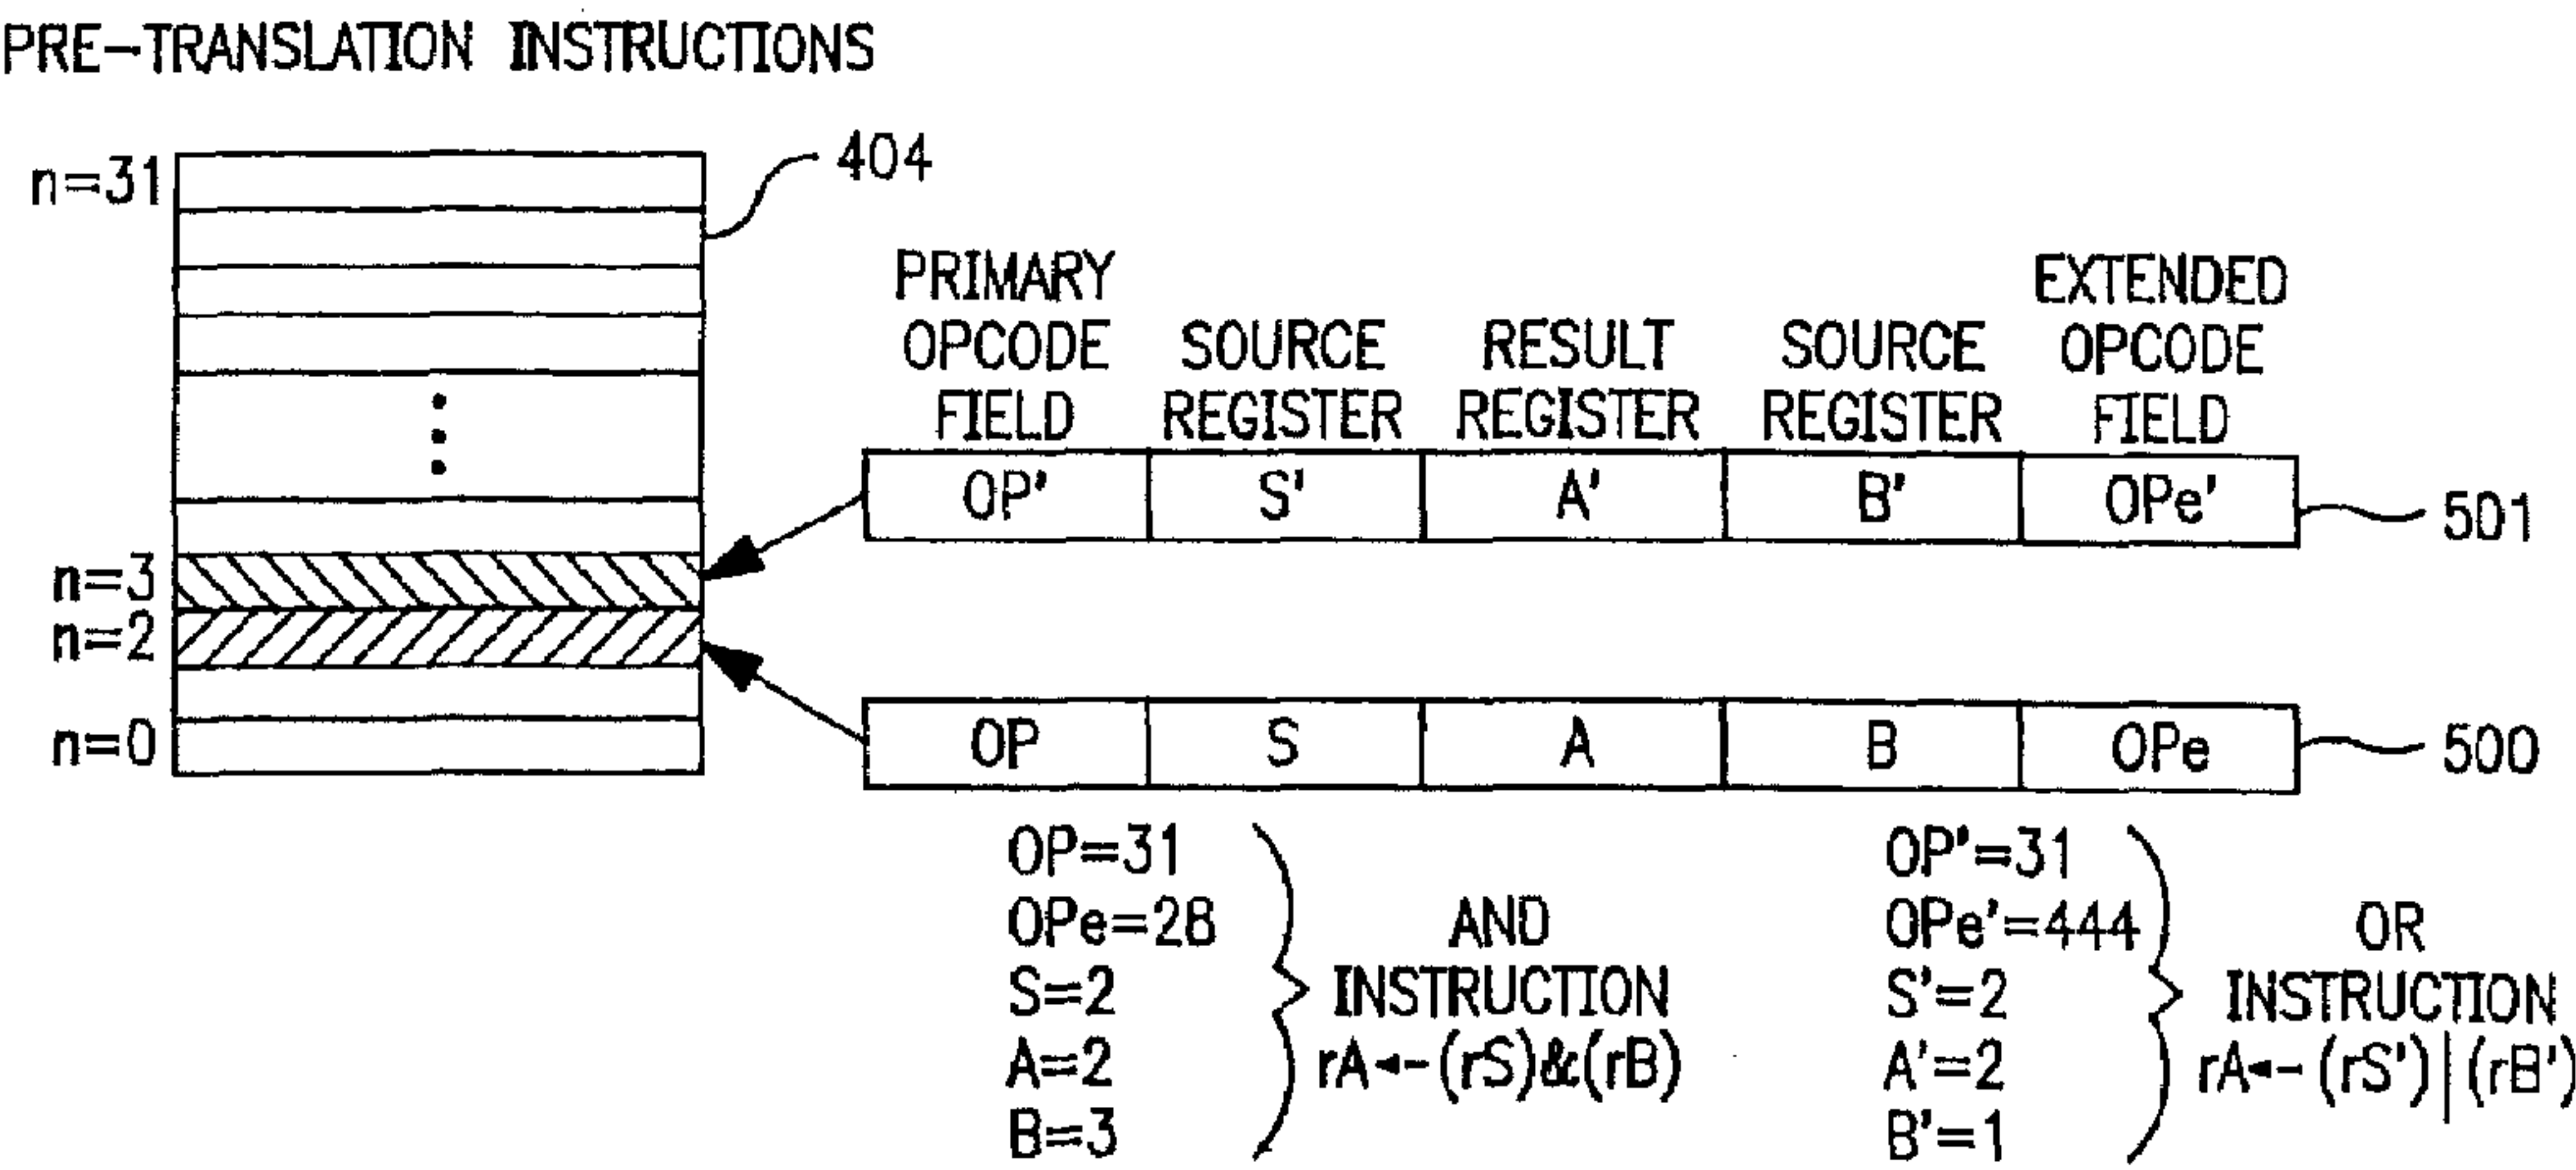 PRE-TRANSLATION INSTRUCTIONS
n=31
404
PRIMARY
OPCODE
FIELD
SOURCE
REGISTER
RESULT
REGISTER
SOURCE
REGISTER
EXTENDED
OPCODE
FIELD
OP' S' A' B' OPe'
501
n=3
n=2
n=0
OP S A B OPe
500
OP=31
OPe=28
S=2
A=2
B=3
AND
INSTRUCTION
rA◄-(rS)&(rB)
OP'=31
OPe'=444
S'=2
A'=2
B'=1
OR
INSTRUCTION
rA◄-(rS')|(rB')